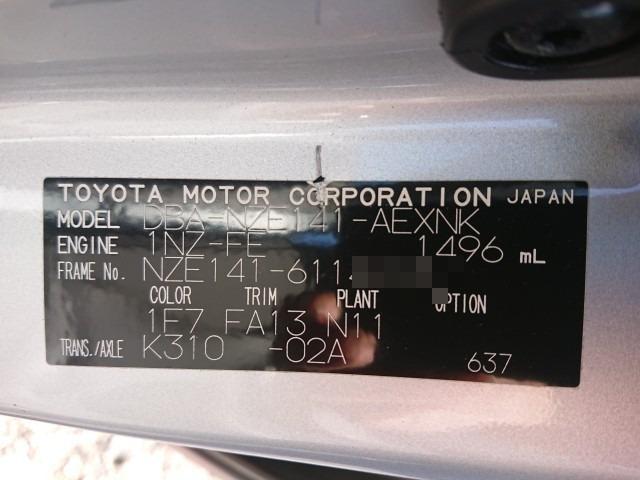 TOYOTA MOTOR CORPORATION JAPAN
MODEL DBA-NZE141-AEXNK
ENGINE 1NZ-FE 1496 mL
FRAME No. NZE141-611
COLOR TRIM PLANT OPTION
1F7 FA13 N11
TRANS./AXLE K310 -02A 637